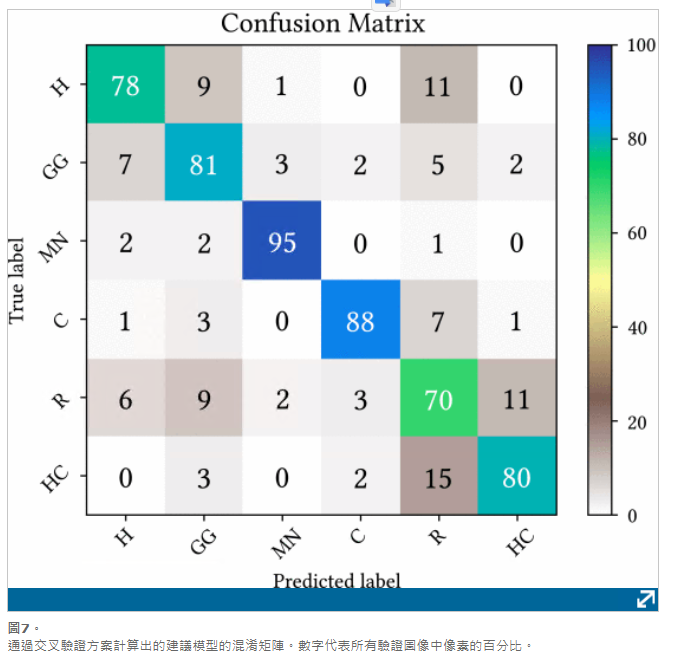 Confusion Matrix
100
H 78 9 1 0 11 0
80
GG 7 81 3 2 5 2
60
MN 2 2 95 0 1 0
True label
C 1 3 0 88 7 1
40
R 6 9 2 3 70 11
20
HC 0 3 0 2 15 80
0
H GG MN C R HC
Predicted label
圖7。
通過交叉驗證方案計算出的建議模型的混淆矩陣。數字代表所有驗證圖像中像素的百分比。